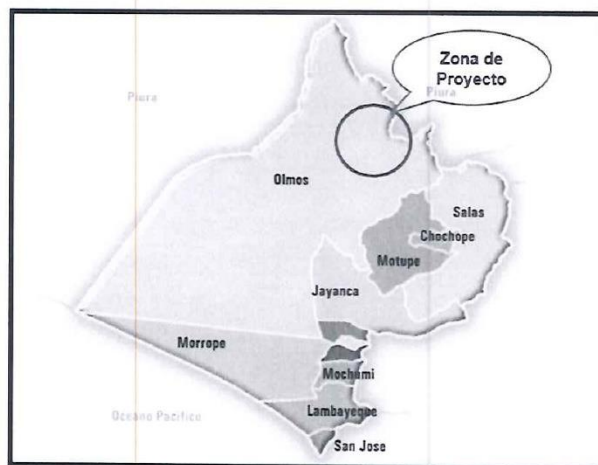 Zona de
Proyecto
Piura
Piura
Olmos
Salas
Chochope
Motupe
Jayanca
Morrope
Mochumi
Oceano Pacifico
Lambayeque
San Jose